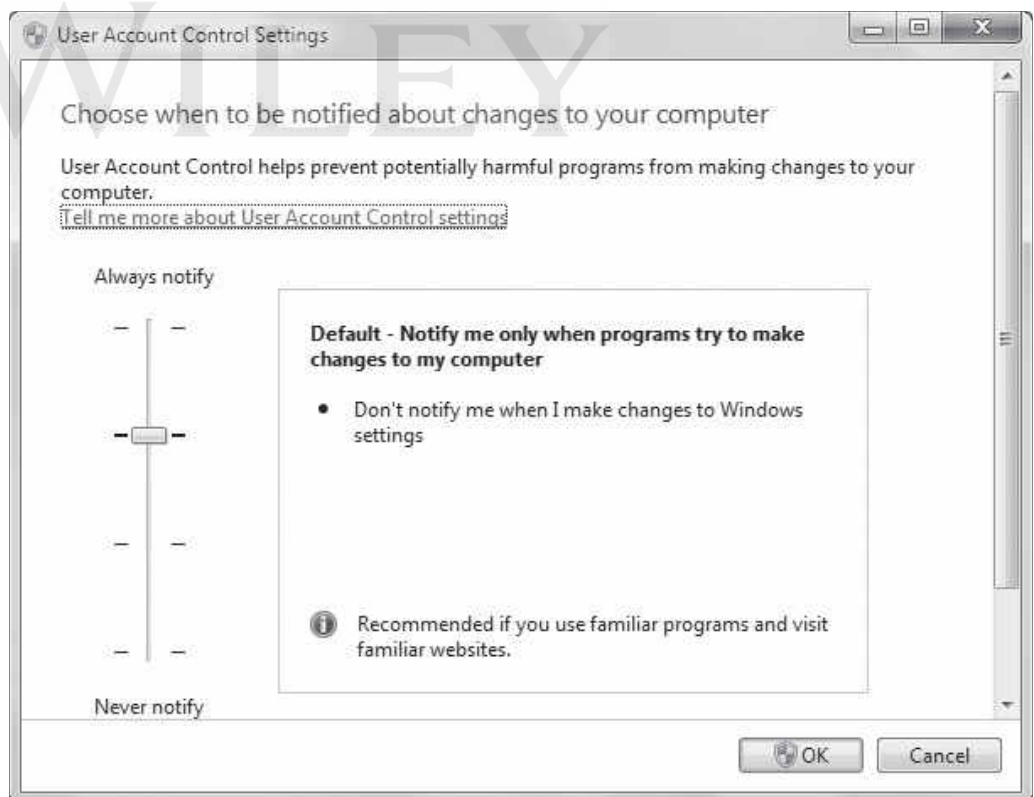 WILEY
User Account Control Settings
Choose when to be notified about changes to your computer
User Account Control helps prevent potentially harmful programs from making changes to your
computer.
Tell me more about User Account Control settings
Always notify
Default - Notify me only when programs try to make
changes to my computer
• Don't notify me when I make changes to Windows
settings
Recommended if you use familiar programs and visit
familiar websites.
Never notify
OK
Cancel